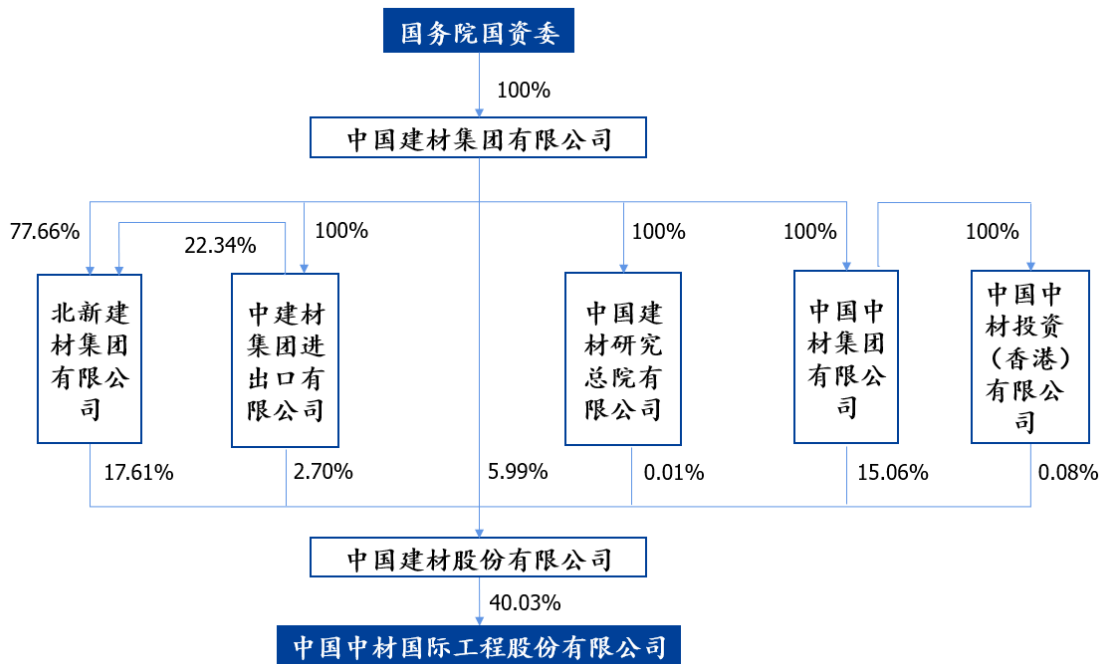 国务院国资委
100%
中国建材集团有限公司
77.66%
22.34%
100%
100%
100%
100%
北新建
材集团
有限公
司
中建材
集团进
出口有
限公司
中国建
材研究
总院有
限公司
中国中
材集团
有限公
司
中国中
材投资
（香港）
有限公
司
17.61%
2.70%
5.99%
0.01%
15.06%
0.08%
中国建材股份有限公司
40.03%
中国中材国际工程股份有限公司